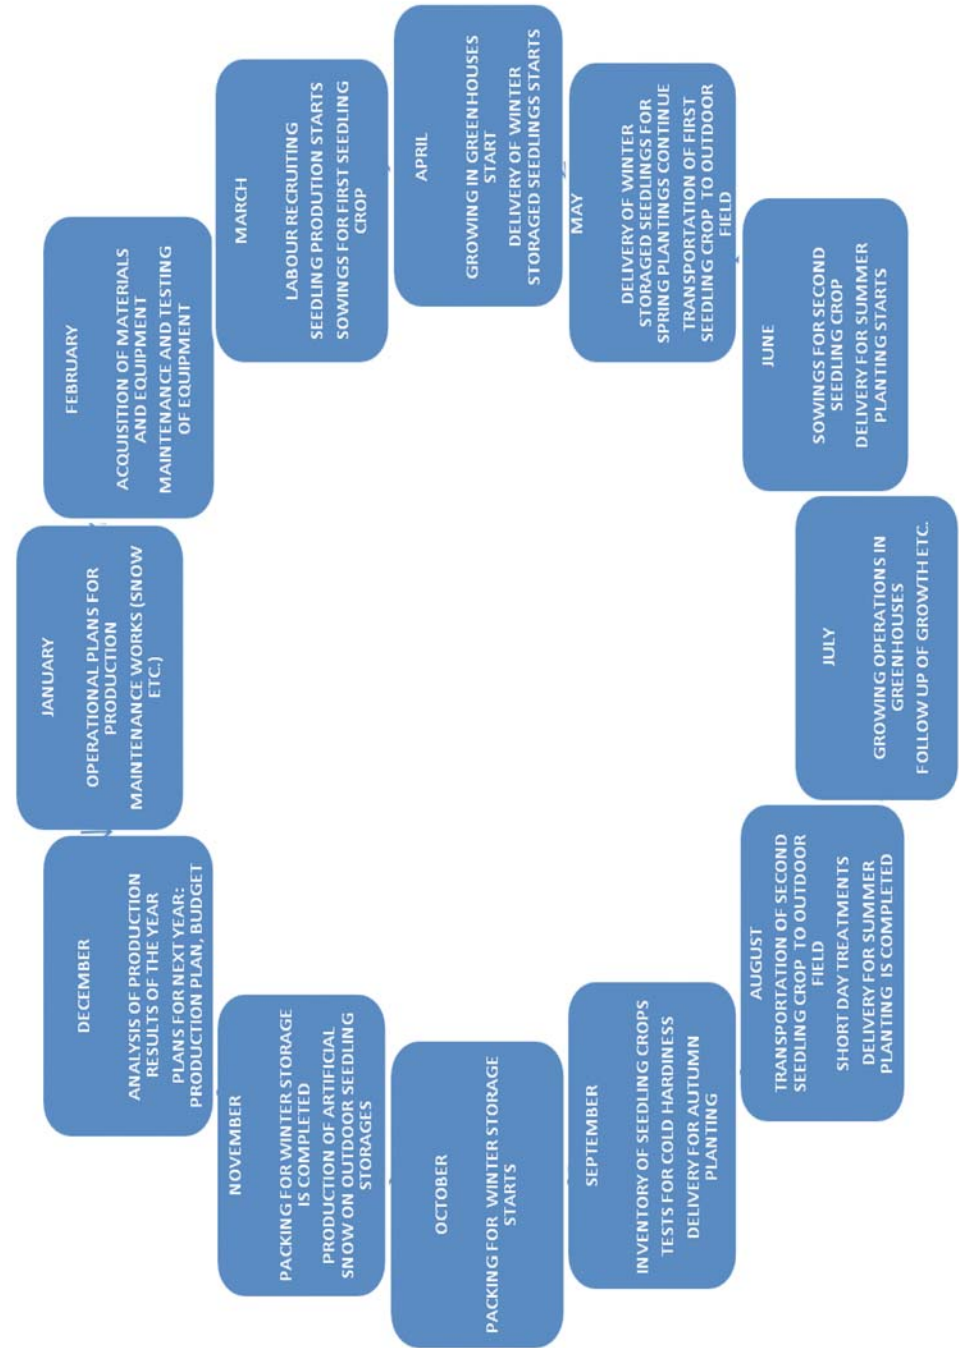 JANUARY
OPERATIONAL PLANS FOR
PRODUCTION
MAINTENANCE WORKS (SNOW
ETC.)
FEBRUARY
ACQUISITION OF MATERIALS
AND EQUIPMENT
MAINTENANCE AND TESTING
OF EQUIPMENT
MARCH
LABOUR RECRUITING
SEEDLING PRODUTION STARTS
SOWINGS FOR FIRST SEEDLING
CROP
APRIL
GROWING IN GREENHOUSES
START
DELIVERY OF WINTER
STORAGED SEEDLINGS STARTS
MAY
DELIVERY OF WINTER
STORAGED SEEDLINGS FOR
SPRING PLANTINGS CONTINUE
TRANSPORTATION OF FIRST
SEEDLING CROP TO OUTDOOR
FIELD
JUNE
SOWINGS FOR SECOND
SEEDLING CROP
DELIVERY FOR SUMMER
PLANTING STARTS
JULY
GROWING OPERATIONS IN
GREENHOUSES
FOLLOW UP OF GROWTH ETC.
AUGUST
TRANSPORTATION OF SECOND
SEEDLING CROP TO OUTDOOR
FIELD
SHORT DAY TREATMENTS
DELIVERY FOR SUMMER
PLANTING IS COMPLETED
SEPTEMBER
INVENTORY OF SEEDLING CROPS
TESTS FOR COLD HARDINESS
DELIVERY FOR AUTUMN
PLANTING
OCTOBER
PACKING FOR WINTER STORAGE
STARTS
NOVEMBER
PACKING FOR WINTER STORAGE
IS COMPLETED
PRODUCTION OF ARTIFICIAL
SNOW ON OUTDOOR SEEDLING
STORAGES
DECEMBER
ANALYSIS OF PRODUCTION
RESULTS OF THE YEAR
PLANS FOR NEXT YEAR:
PRODUCTION PLAN, BUDGET